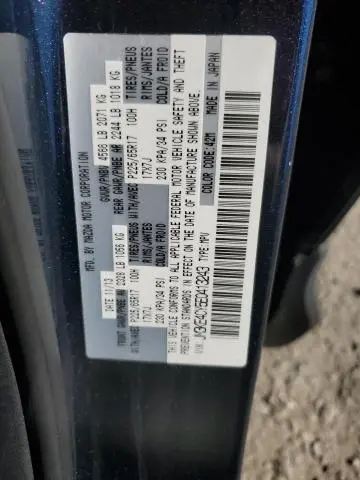 MFD. BY MAZDA MOTOR CORPORATION
DATE 11/13 GVWR/PNBV 4566 LB 2071 KG
FRONT GAWR/PNBE AV 2328 LB 1056 KG REAR GAWR/PNBE AR 2244 LB 1018 KG
WITH/AVEC P225/65R17 100H TIRES/PNEUS WITH/AVEC P225/65R17 100H TIRES/PNEUS
17X7J RIMS/JANTES 17X7J RIMS/JANTES
230 KPA/34 PSI COLD/A FROID 230 KPA/34 PSI COLD/A FROID
THIS VEHICLE CONFORMS TO ALL APPLICABLE FEDERAL MOTOR VEHICLE SAFETY AND THEFT
PREVENTION STANDARDS IN EFFECT ON THE DATE OF MANUFACTURE SHOWN ABOVE.
COLOR CODE:42M MADE IN JAPAN
TYPE:MPV